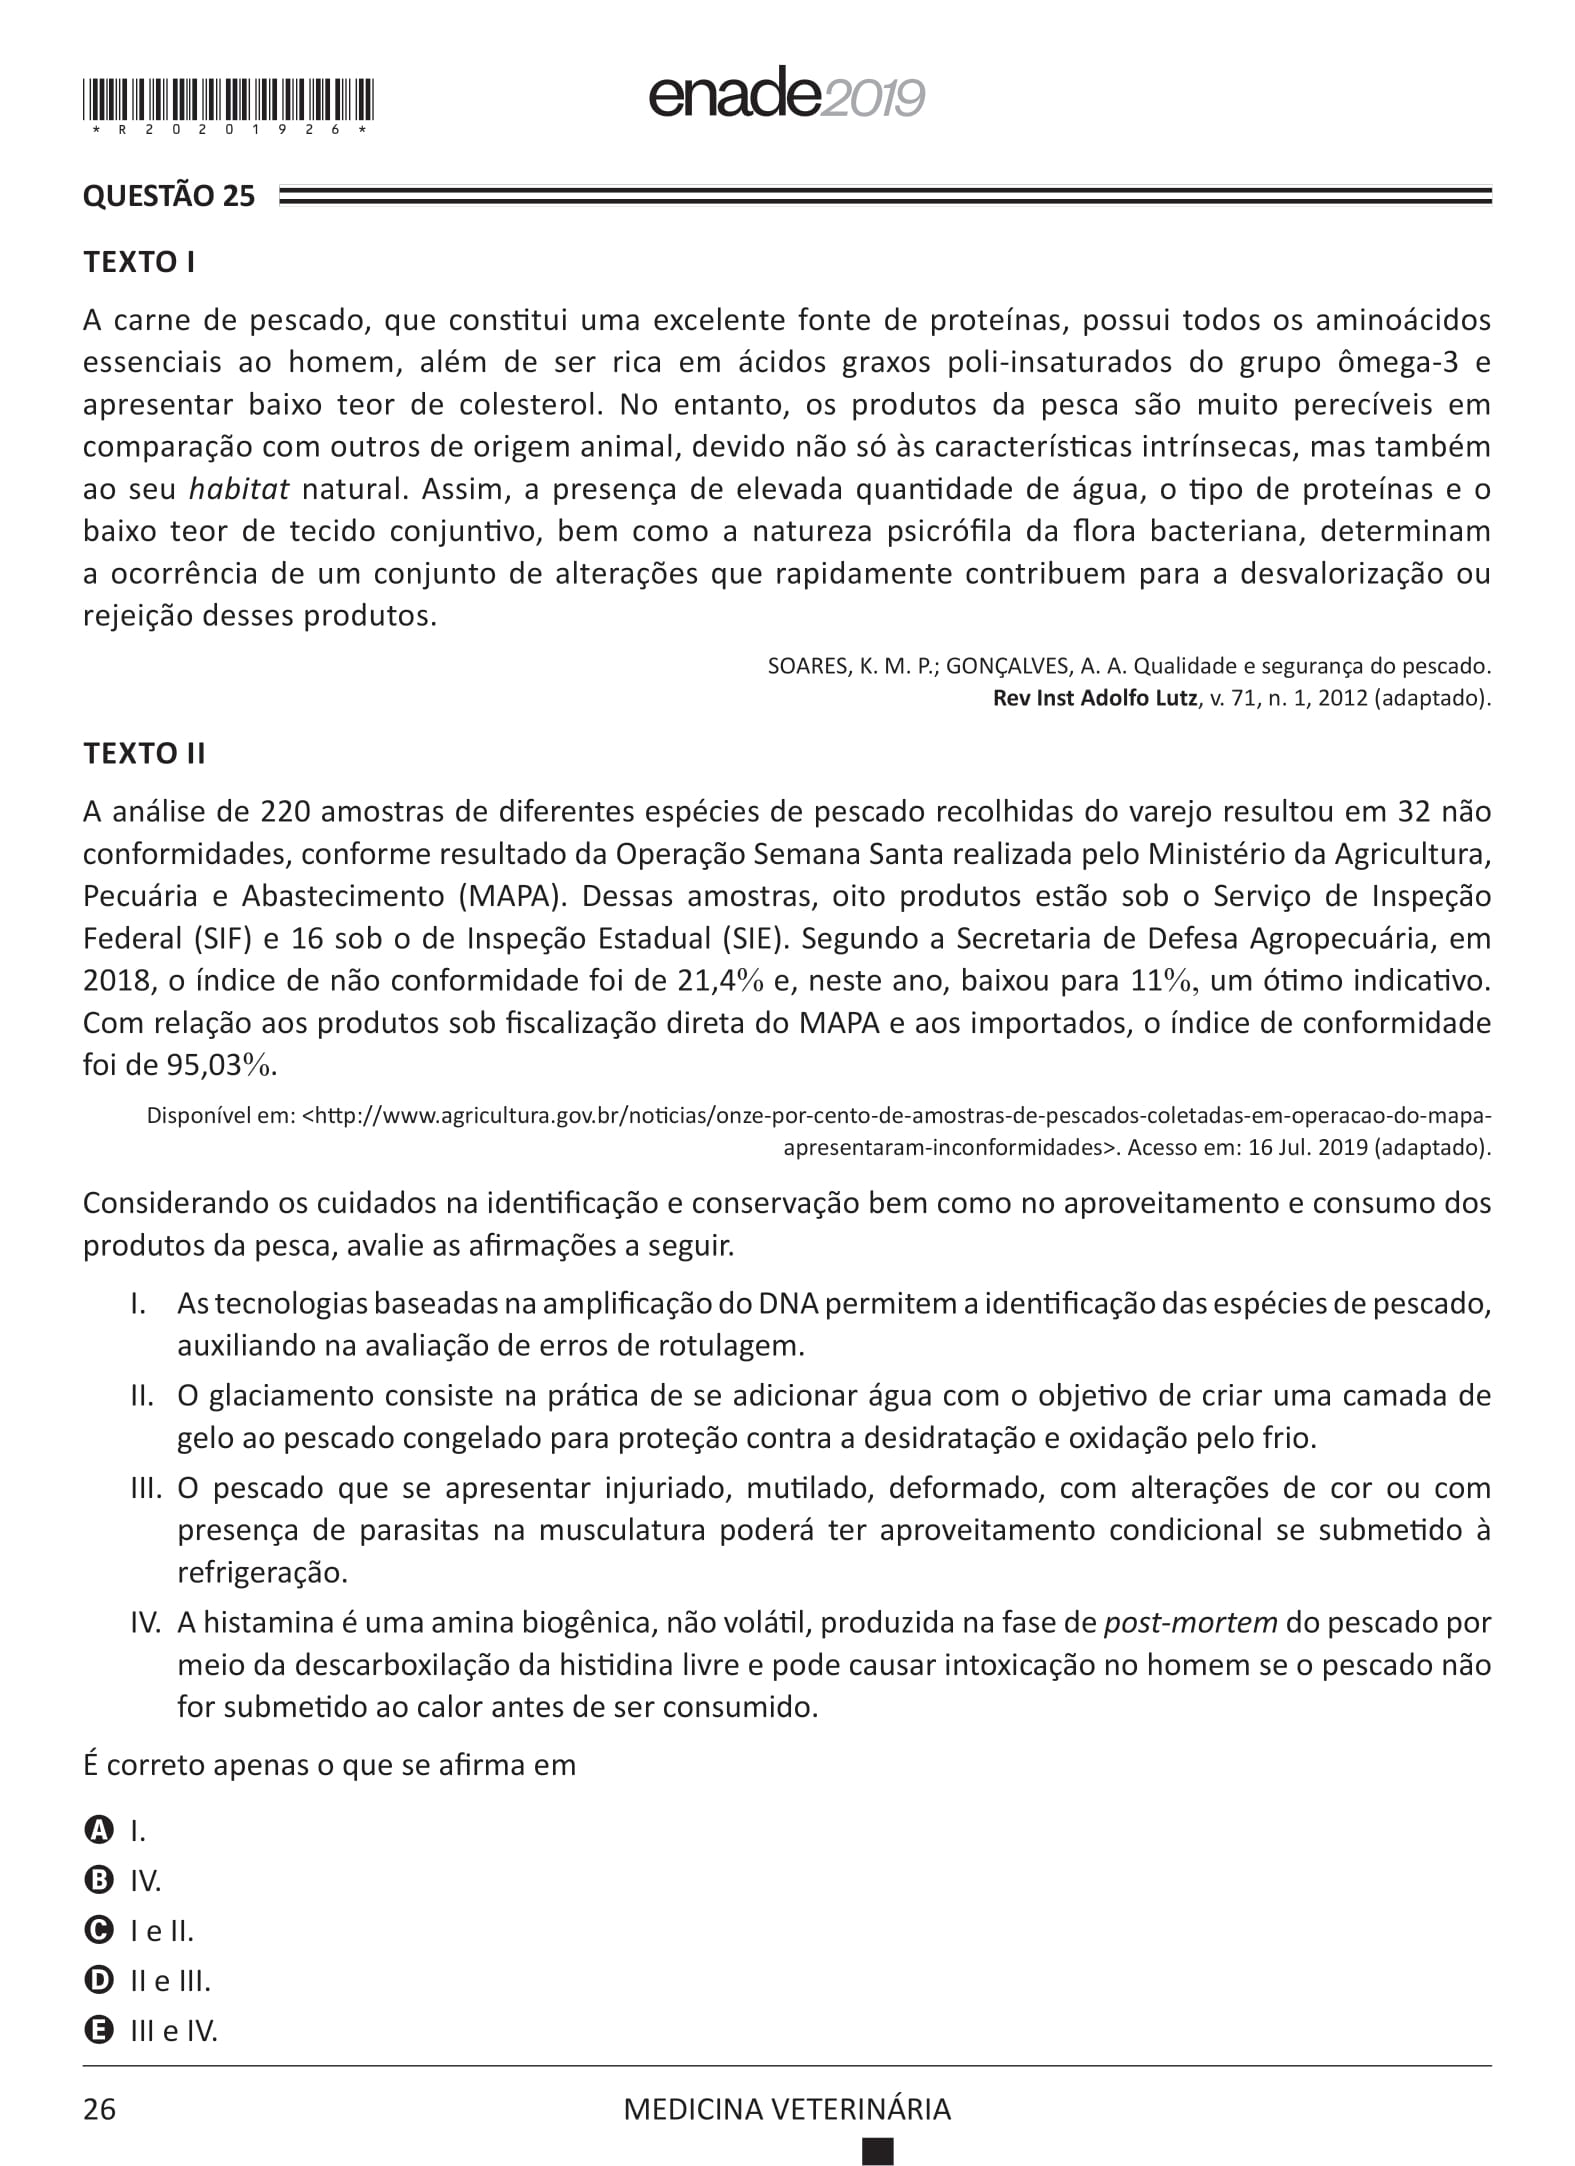 *R20201926*
enade2019
QUESTÃO 25
TEXTO I
A carne de pescado, que constitui uma excelente fonte de proteínas, possui todos os aminoácidos
essenciais ao homem, além de ser rica em ácidos graxos poli-insaturados do grupo ômega-3 e
apresentar baixo teor de colesterol. No entanto, os produtos da pesca são muito perecíveis em
comparação com outros de origem animal, devido não só às características intrínsecas, mas também
ao seu habitat natural. Assim, a presença de elevada quantidade de água, o tipo de proteínas e o
baixo teor de tecido conjuntivo, bem como a natureza psicrófila da flora bacteriana, determinam
a ocorrência de um conjunto de alterações que rapidamente contribuem para a desvalorização ou
rejeição desses produtos.
SOARES, K. M. P.; GONÇALVES, A. A. Qualidade e segurança do pescado.
Rev Inst Adolfo Lutz, v. 71, n. 1, 2012 (adaptado).
TEXTO II
A análise de 220 amostras de diferentes espécies de pescado recolhidas do varejo resultou em 32 não
conformidades, conforme resultado da Operação Semana Santa realizada pelo Ministério da Agricultura,
Pecuária e Abastecimento (MAPA). Dessas amostras, oito produtos estão sob o Serviço de Inspeção
Federal (SIF) e 16 sob o de Inspeção Estadual (SIE). Segundo a Secretaria de Defesa Agropecuária, em
2018, o índice de não conformidade foi de 21,4% e, neste ano, baixou para 11%, um ótimo indicativo.
Com relação aos produtos sob fiscalização direta do MAPA e aos importados, o índice de conformidade
foi de 95,03%.
Disponível em: <http://www.agricultura.gov.br/noticias/onze-por-cento-de-amostras-de-pescados-coletadas-em-operacao-do-mapa-
apresentaram-inconformidades>. Acesso em: 16 Jul. 2019 (adaptado).
Considerando os cuidados na identificação e conservação bem como no aproveitamento e consumo dos
produtos da pesca, avalie as afirmações a seguir.
I. As tecnologias baseadas na amplificação do DNA permitem a identificação das espécies de pescado,
auxiliando na avaliação de erros de rotulagem.
II. O glaciamento consiste na prática de se adicionar água com o objetivo de criar uma camada de
gelo ao pescado congelado para proteção contra a desidratação e oxidação pelo frio.
III. O pescado que se apresentar injuriado, mutilado, deformado, com alterações de cor ou com
presença de parasitas na musculatura poderá ter aproveitamento condicional se submetido à
refrigeração.
IV. A histamina é uma amina biogênica, não volátil, produzida na fase de post-mortem do pescado por
meio da descarboxilação da histidina livre e pode causar intoxicação no homem se o pescado não
for submetido ao calor antes de ser consumido.
É correto apenas o que se afirma em
A I.
B IV.
C I e II.
D II e III.
E III e IV.
26 MEDICINA VETERINÁRIA